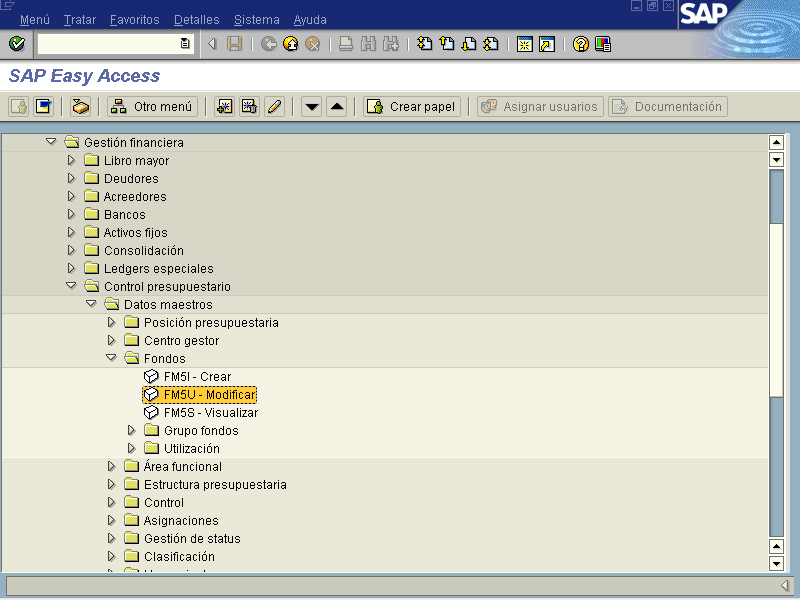 Menú Tratar Favoritos Detalles Sistema Ayuda
SAP
SAP Easy Access
Otro menú Crear papel Asignar usuarios Documentación
Gestión financiera
Libro mayor
Deudores
Acreedores
Bancos
Activos fijos
Consolidación
Ledgers especiales
Control presupuestario
Datos maestros
Posición presupuestaria
Centro gestor
Fondos
FM5I - Crear
FM5U - Modificar
FM5S - Visualizar
Grupo fondos
Utilización
Área funcional
Estructura presupuestaria
Control
Asignaciones
Gestión de status
Clasificación